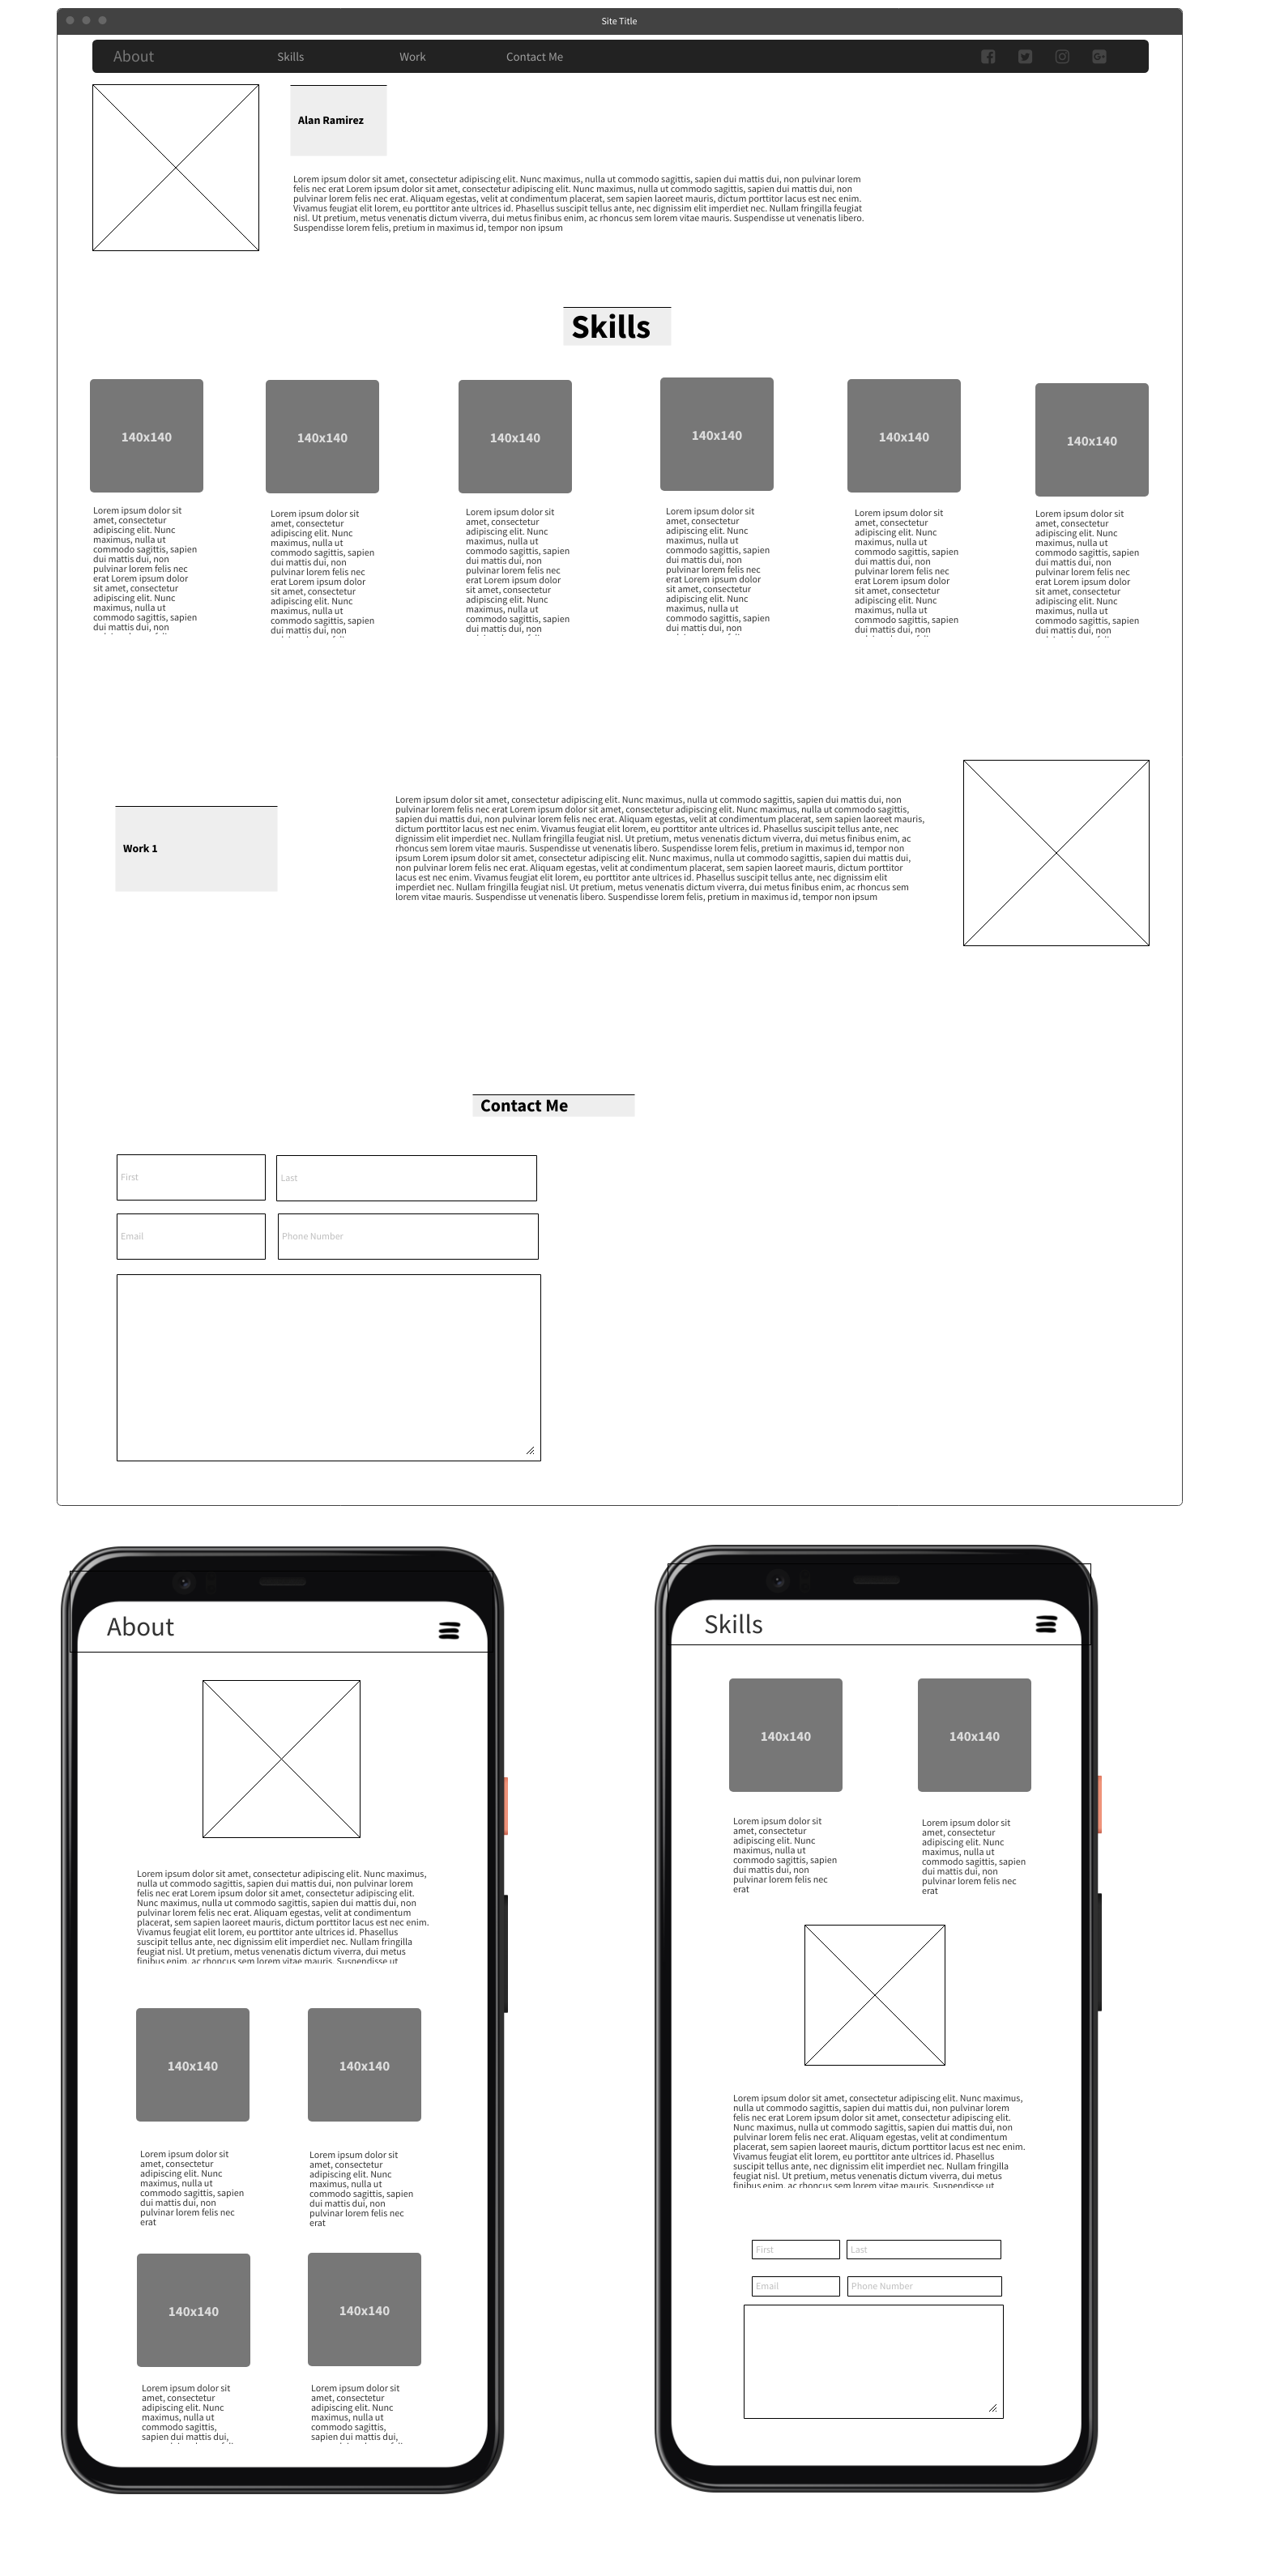 Site Title
About Skills Work Contact Me
Alan Ramirez
Lorem ipsum dolor sit amet, consectetur adipiscing elit. Nunc maximus, nulla ut commodo sagittis, sapien dui mattis dui, non pulvinar lorem
felis nec erat Lorem ipsum dolor sit amet, consectetur adipiscing elit. Nunc maximus, nulla ut commodo sagittis, sapien dui mattis dui, non
pulvinar lorem felis nec erat. Aliquam egestas, velit at condimentum placerat, sem sapien laoreet mauris, dictum porttitor lacus est nec enim.
Vivamus feugiat elit lorem, eu porttitor ante ultrices id. Phasellus suscipit tellus ante, nec dignissim elit imperdiet nec. Nullam fringilla feugiat
nisl. Ut pretium, metus venenatis dictum viverra, dui metus finibus enim, ac rhoncus sem lorem vitae mauris. Suspendisse ut venenatis libero.
Suspendisse lorem felis, pretium in maximus id, tempor non ipsum
Skills
140x140
140x140
140x140
140x140
140x140
140x140
Lorem ipsum dolor sit
amet, consectetur
adipiscing elit. Nunc
maximus, nulla ut
commodo sagittis, sapien
dui mattis dui, non
pulvinar lorem felis nec
erat Lorem ipsum dolor
sit amet, consectetur
adipiscing elit. Nunc
maximus, nulla ut
commodo sagittis, sapien
dui mattis dui, non
Lorem ipsum dolor sit
amet, consectetur
adipiscing elit. Nunc
maximus, nulla ut
commodo sagittis, sapien
dui mattis dui, non
pulvinar lorem felis nec
erat Lorem ipsum dolor
sit amet, consectetur
adipiscing elit. Nunc
maximus, nulla ut
commodo sagittis, sapien
dui mattis dui, non
Lorem ipsum dolor sit
amet, consectetur
adipiscing elit. Nunc
maximus, nulla ut
commodo sagittis, sapien
dui mattis dui, non
pulvinar lorem felis nec
erat Lorem ipsum dolor
sit amet, consectetur
adipiscing elit. Nunc
maximus, nulla ut
commodo sagittis, sapien
dui mattis dui, non
Lorem ipsum dolor sit
amet, consectetur
adipiscing elit. Nunc
maximus, nulla ut
commodo sagittis, sapien
dui mattis dui, non
pulvinar lorem felis nec
erat Lorem ipsum dolor
sit amet, consectetur
adipiscing elit. Nunc
maximus, nulla ut
commodo sagittis, sapien
dui mattis dui, non
Lorem ipsum dolor sit
amet, consectetur
adipiscing elit. Nunc
maximus, nulla ut
commodo sagittis, sapien
dui mattis dui, non
pulvinar lorem felis nec
erat Lorem ipsum dolor
sit amet, consectetur
adipiscing elit. Nunc
maximus, nulla ut
commodo sagittis, sapien
dui mattis dui, non
Lorem ipsum dolor sit
amet, consectetur
adipiscing elit. Nunc
maximus, nulla ut
commodo sagittis, sapien
dui mattis dui, non
pulvinar lorem felis nec
erat Lorem ipsum dolor
sit amet, consectetur
adipiscing elit. Nunc
maximus, nulla ut
commodo sagittis, sapien
dui mattis dui, non
Work 1
Lorem ipsum dolor sit amet, consectetur adipiscing elit. Nunc maximus, nulla ut commodo sagittis, sapien dui mattis dui, non
pulvinar lorem felis nec erat Lorem ipsum dolor sit amet, consectetur adipiscing elit. Nunc maximus, nulla ut commodo sagittis,
sapien dui mattis dui, non pulvinar lorem felis nec erat. Aliquam egestas, velit at condimentum placerat, sem sapien laoreet mauris,
dictum porttitor lacus est nec enim. Vivamus feugiat elit lorem, eu porttitor ante ultrices id. Phasellus suscipit tellus ante, nec
dignissim elit imperdiet nec. Nullam fringilla feugiat nisl. Ut pretium, metus venenatis dictum viverra, dui metus finibus enim, ac
rhoncus sem lorem vitae mauris. Suspendisse ut venenatis libero. Suspendisse lorem felis, pretium in maximus id, tempor non
ipsum Lorem ipsum dolor sit amet, consectetur adipiscing elit. Nunc maximus, nulla ut commodo sagittis, sapien dui mattis dui,
non pulvinar lorem felis nec erat. Aliquam egestas, velit at condimentum placerat, sem sapien laoreet mauris, dictum porttitor
lacus est nec enim. Vivamus feugiat elit lorem, eu porttitor ante ultrices id. Phasellus suscipit tellus ante, nec dignissim elit
imperdiet nec. Nullam fringilla feugiat nisl. Ut pretium, metus venenatis dictum viverra, dui metus finibus enim, ac rhoncus sem
lorem vitae mauris. Suspendisse ut venenatis libero. Suspendisse lorem felis, pretium in maximus id, tempor non ipsum
Contact Me
First
Last
Email
Phone Number
About
Lorem ipsum dolor sit amet, consectetur adipiscing elit. Nunc maximus,
nulla ut commodo sagittis, sapien dui mattis dui, non pulvinar lorem
felis nec erat Lorem ipsum dolor sit amet, consectetur adipiscing elit.
Nunc maximus, nulla ut commodo sagittis, sapien dui mattis dui, non
pulvinar lorem felis nec erat. Aliquam egestas, velit at condimentum
placerat, sem sapien laoreet mauris, dictum porttitor lacus est nec enim.
Vivamus feugiat elit lorem, eu porttitor ante ultrices id. Phasellus
suscipit tellus ante, nec dignissim elit imperdiet nec. Nullam fringilla
feugiat nisl. Ut pretium, metus venenatis dictum viverra, dui metus
finibus enim, ac rhoncus sem lorem vitae mauris. Suspendisse ut
140x140
140x140
Lorem ipsum dolor sit
amet, consectetur
adipiscing elit. Nunc
maximus, nulla ut
commodo sagittis, sapien
dui mattis dui, non
pulvinar lorem felis nec
erat
Lorem ipsum dolor sit
amet, consectetur
adipiscing elit. Nunc
maximus, nulla ut
commodo sagittis, sapien
dui mattis dui, non
pulvinar lorem felis nec
erat
140x140
140x140
Lorem ipsum dolor sit
amet, consectetur
adipiscing elit. Nunc
maximus, nulla ut
commodo sagittis,
sapien dui mattis dui,
Lorem ipsum dolor sit
amet, consectetur
adipiscing elit. Nunc
maximus, nulla ut
commodo sagittis,
sapien dui mattis dui,
Skills
140x140
140x140
Lorem ipsum dolor sit
amet, consectetur
adipiscing elit. Nunc
maximus, nulla ut
commodo sagittis, sapien
dui mattis dui, non
pulvinar lorem felis nec
erat
Lorem ipsum dolor sit
amet, consectetur
adipiscing elit. Nunc
maximus, nulla ut
commodo sagittis, sapien
dui mattis dui, non
pulvinar lorem felis nec
erat
Lorem ipsum dolor sit amet, consectetur adipiscing elit. Nunc maximus,
nulla ut commodo sagittis, sapien dui mattis dui, non pulvinar lorem
felis nec erat Lorem ipsum dolor sit amet, consectetur adipiscing elit.
Nunc maximus, nulla ut commodo sagittis, sapien dui mattis dui, non
pulvinar lorem felis nec erat. Aliquam egestas, velit at condimentum
placerat, sem sapien laoreet mauris, dictum porttitor lacus est nec enim.
Vivamus feugiat elit lorem, eu porttitor ante ultrices id. Phasellus
suscipit tellus ante, nec dignissim elit imperdiet nec. Nullam fringilla
feugiat nisl. Ut pretium, metus venenatis dictum viverra, dui metus
finibus enim, ac rhoncus sem lorem vitae mauris. Suspendisse ut
First
Last
Email
Phone Number